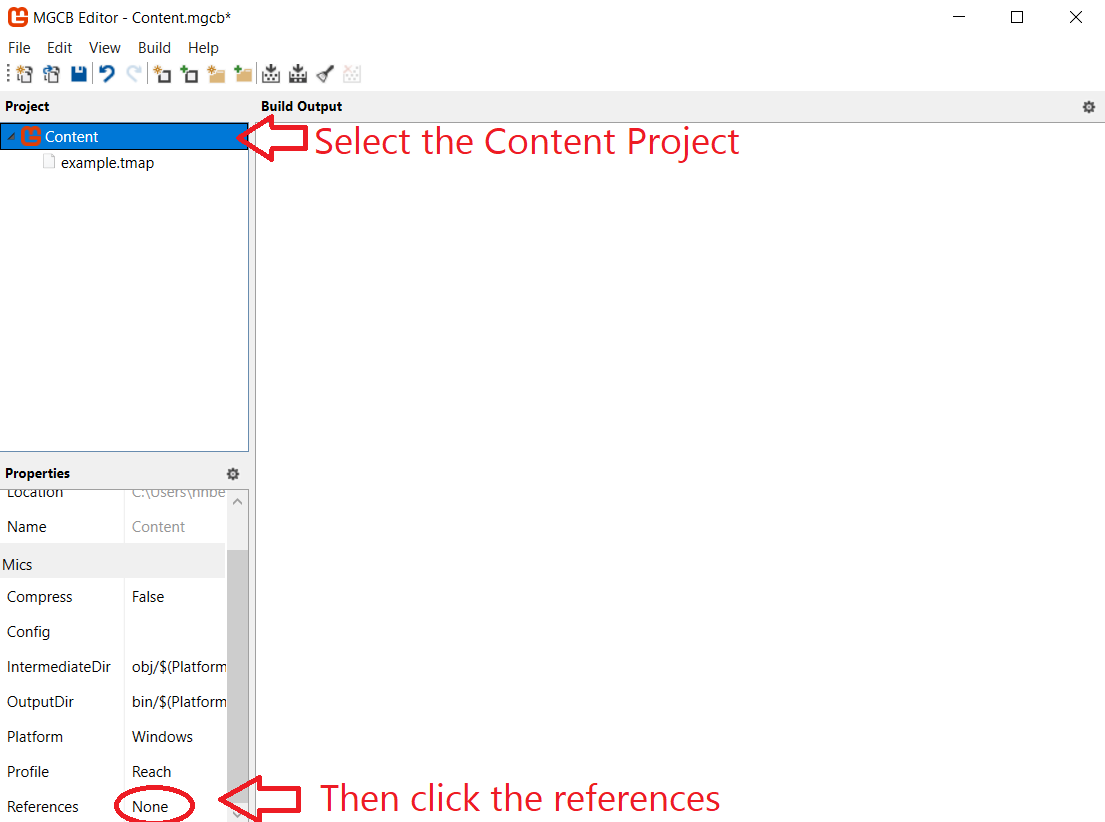 MGCB Editor - Content.mgcb*
File Edit View Build Help
Project
Build Output
Content
Select the Content Project
example.tmap
Properties
Location C:\Users\hhbe
Name Content
Mics
Compress False
Config
IntermediateDir obj/$(Platform
OutputDir bin/$(Platform
Platform Windows
Profile Reach
References None
Then click the references